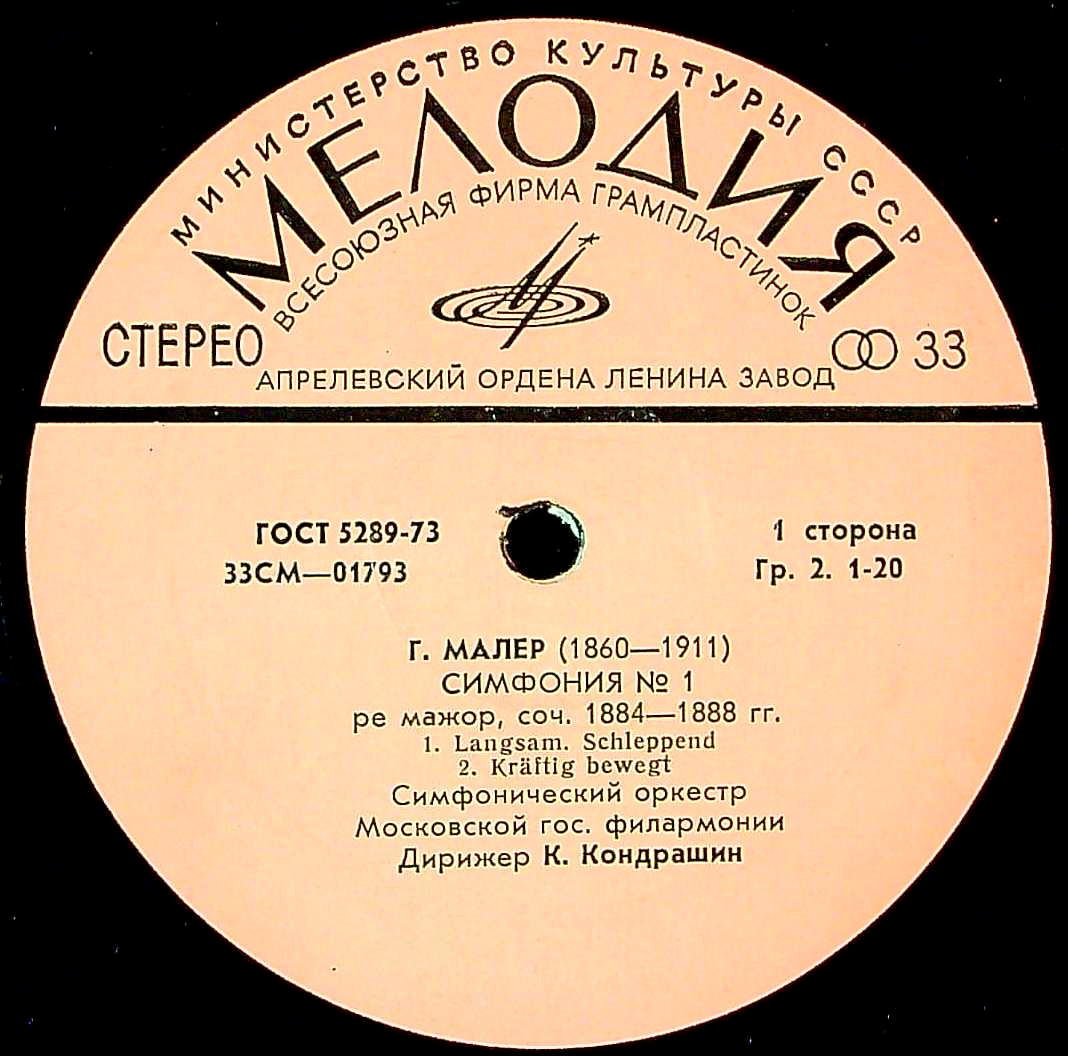 МИНИСТЕРСТВО КУЛЬТУРЫ СССР
МЕЛОДИЯ
ВСЕСОЮЗНАЯ ФИРМА ГРАМПЛАСТИНОК
СТЕРЕО
33
АПРЕЛЕВСКИЙ ОРДЕНА ЛЕНИНА ЗАВОД
ГОСТ 5289-73
1 сторона
33СМ—01793
Гр. 2. 1-20
Г. МАЛЕР (1860—1911)
СИМФОНИЯ № 1
ре мажор, соч. 1884—1888 гг.
1. Langsam. Schleppend
2. Kräftig bewegt
Симфонический оркестр
Московской гос. филармонии
Дирижер К. Кондрашин